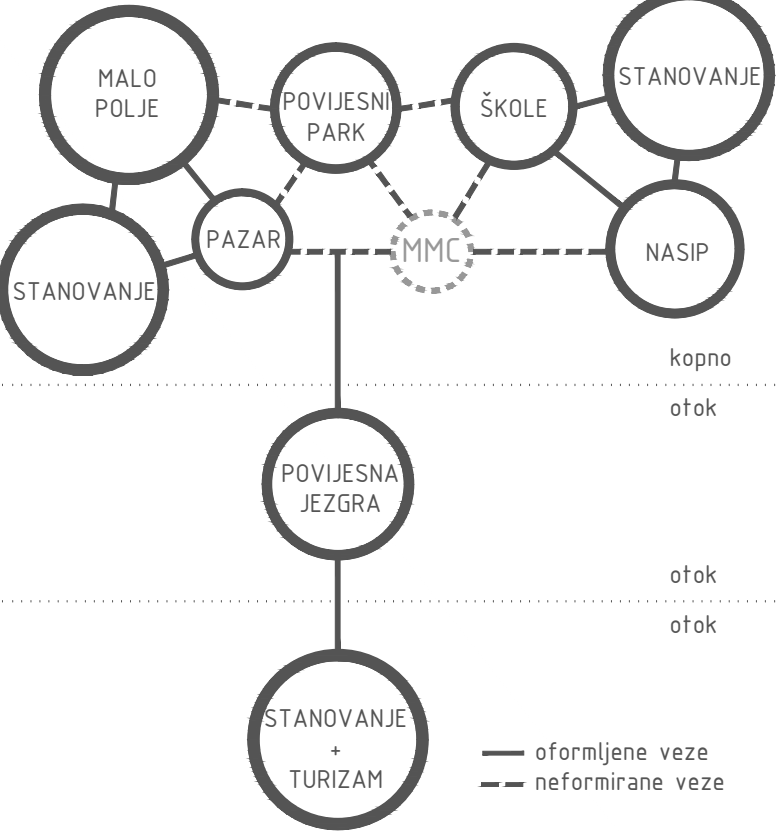 MALO
POLJE
POVIJESNI
PARK
ŠKOLE
STANOVANJE
PAZAR
MMC
NASIP
STANOVANJE
kopno
otok
POVIJESNA
JEZGRA
otok
otok
STANOVANJE
+
TURIZAM
oformljene veze
neformirane veze